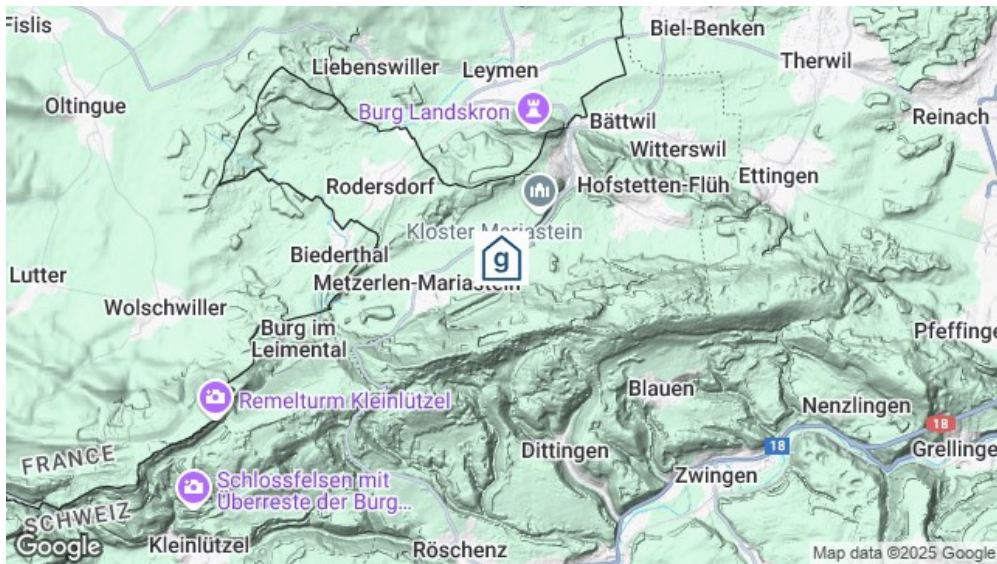 Fislis
Biel-Benken
Liebenswiller
Leymen
Therwil
Oltingue
Burg Landskron
Bättwil
Reinach
Witterswil
Rodersdorf
Hofstetten-Flüh
Ettingen
Kloster Mariastein
Biederthal
g
Lutter
Metzerlen-Mariastein
Wolschwiller
Burg im
Leimental
Pfeffinge
Remelturm Kleinlützel
Blauen
Nenzlingen
18
FRANCE
Dittingen
18
Grellinge
Schlossfelsen mit
Überreste der Burg...
Zwingen
SCHWEIZ
Google
Kleinlützel
Röschenz
Map data ©2025 Google